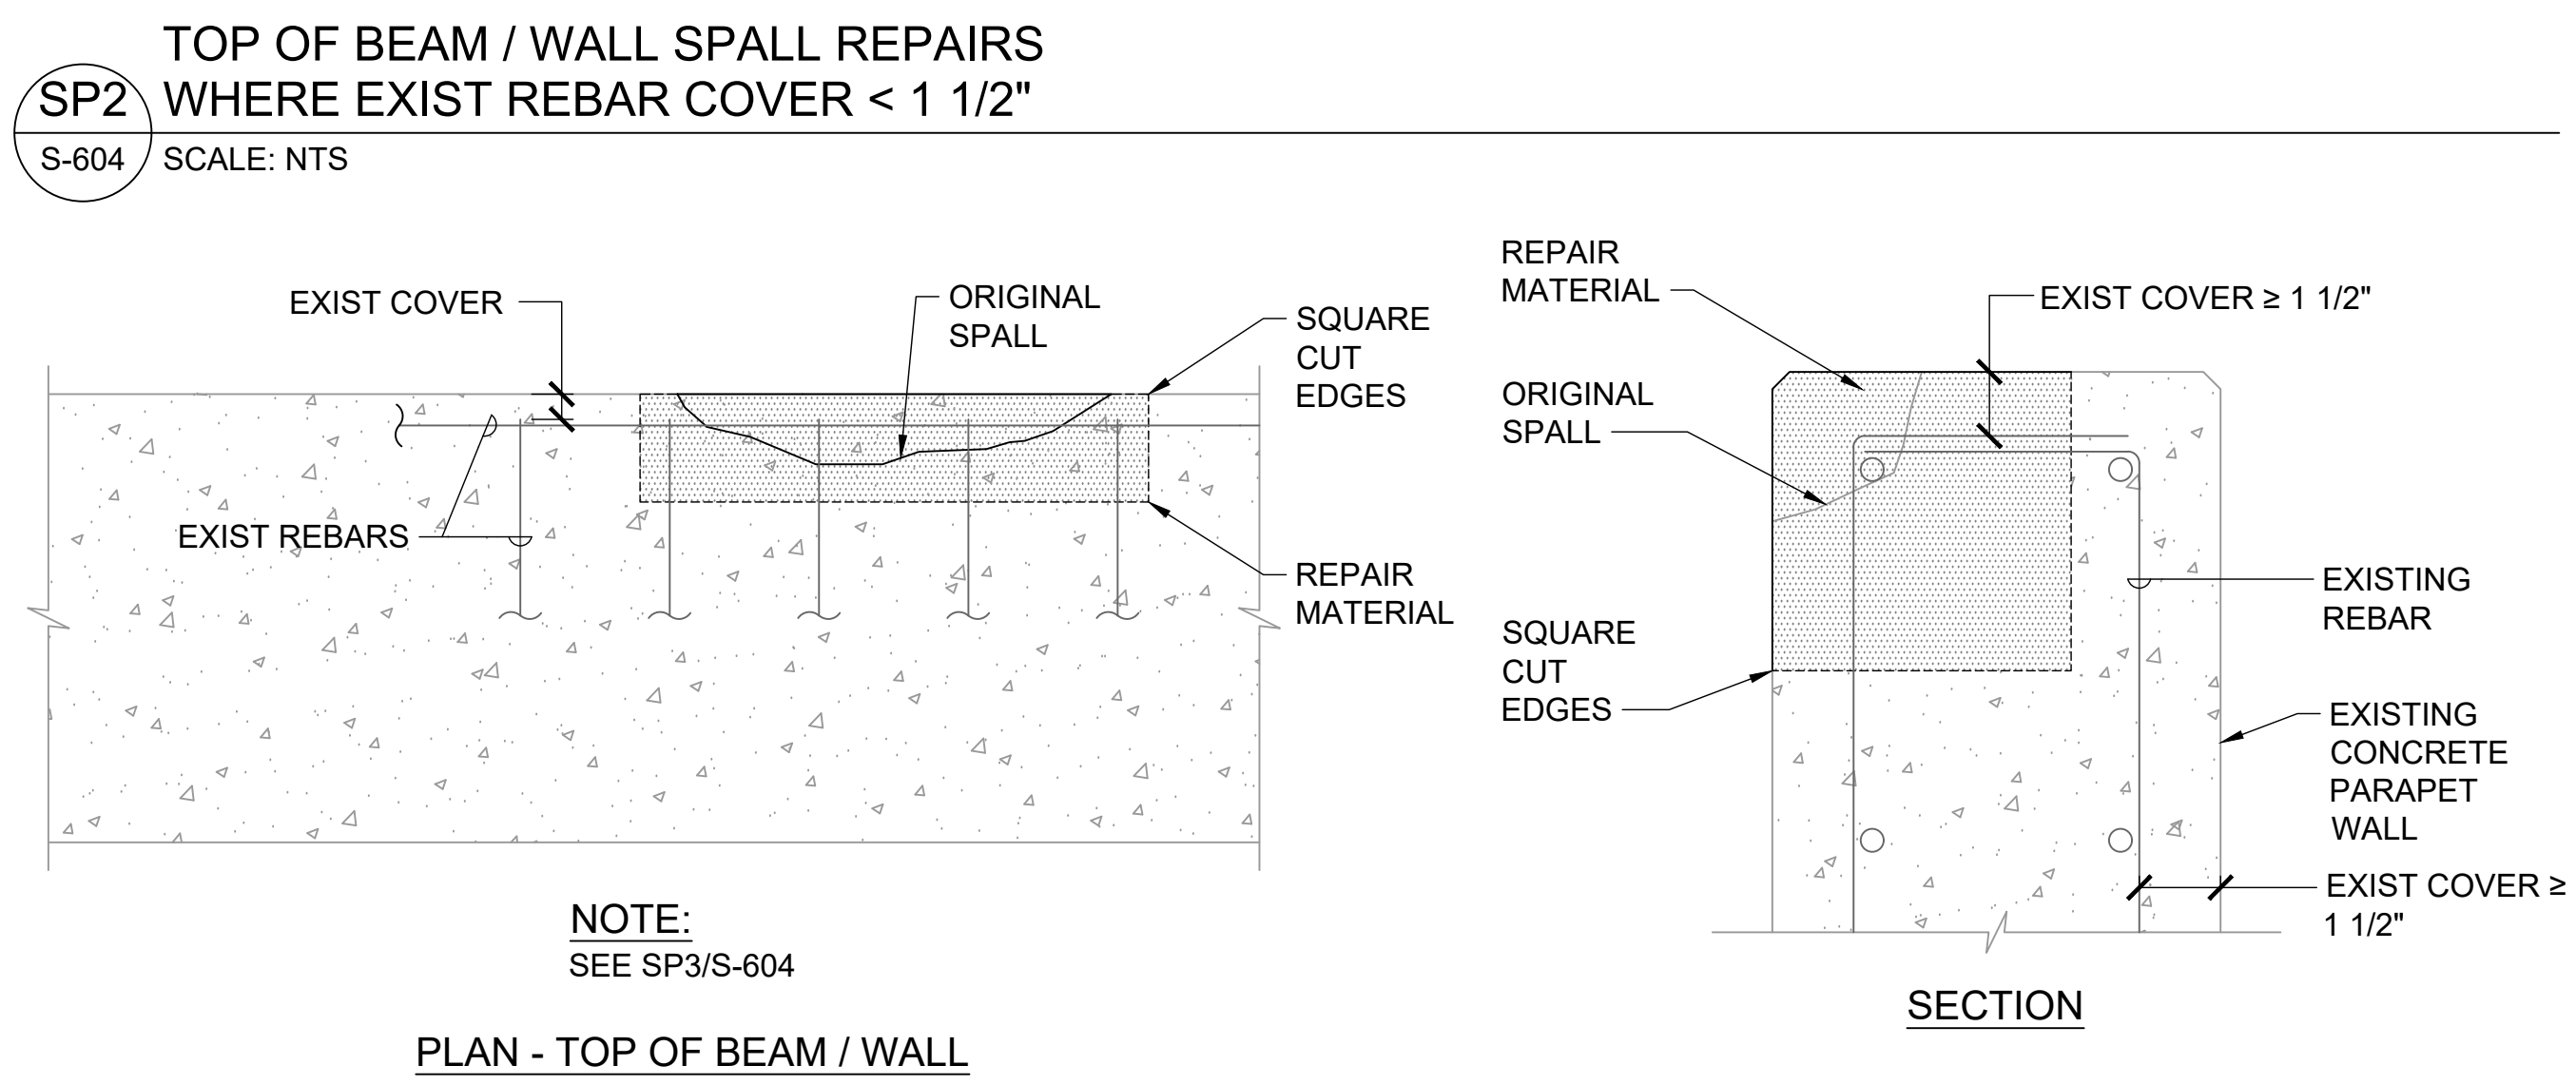 TOP OF BEAM / WALL SPALL REPAIRS
WHERE EXIST REBAR COVER < 1 1/2"
SP2
S-604
SCALE: NTS
EXIST COVER
ORIGINAL
SPALL
SQUARE
CUT
EDGES
EXIST REBARS
REPAIR
MATERIAL
NOTE:
SEE SP3/S-604
PLAN - TOP OF BEAM / WALL
REPAIR
MATERIAL
EXIST COVER ≥ 1 1/2"
ORIGINAL
SPALL
SQUARE
CUT
EDGES
EXISTING
REBAR
EXISTING
CONCRETE
PARAPET
WALL
EXIST COVER ≥
1 1/2"
SECTION